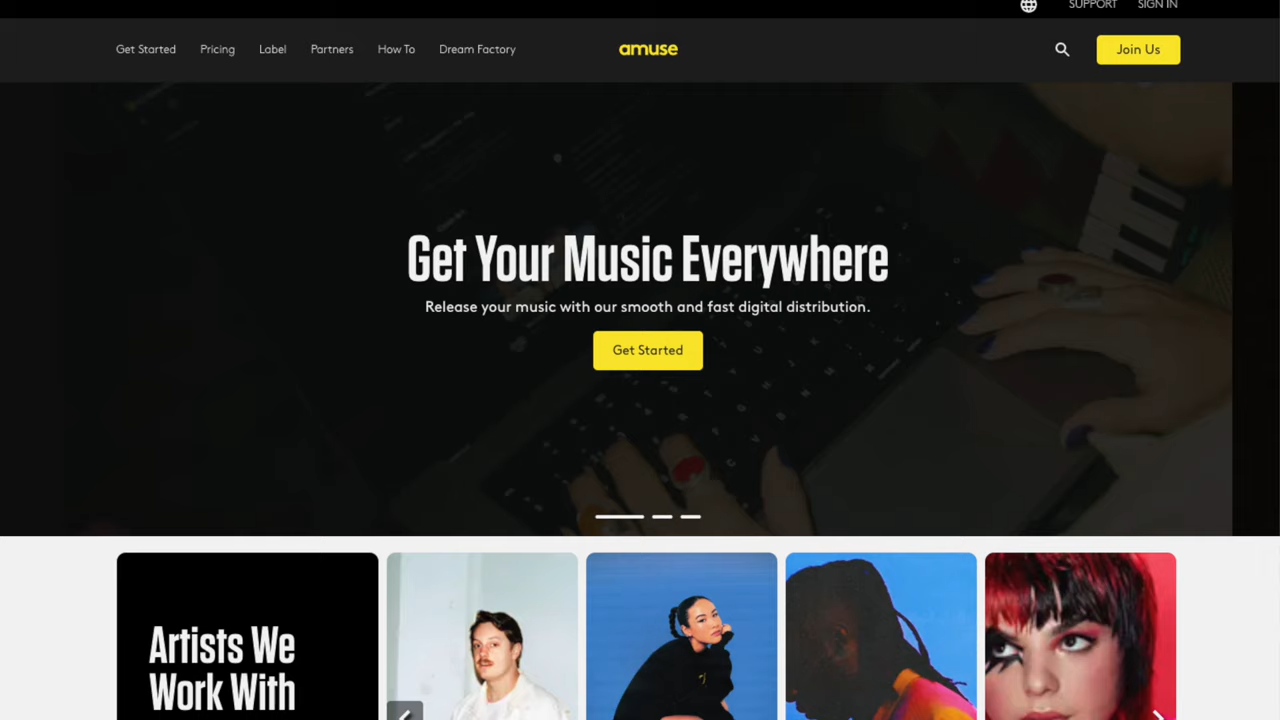 SUPPORT SIGN IN
Get Started Pricing Label Partners How To Dream Factory amuse Join Us
Get Your Music Everywhere
Release your music with our smooth and fast digital distribution.
Get Started
Artists We
Work With